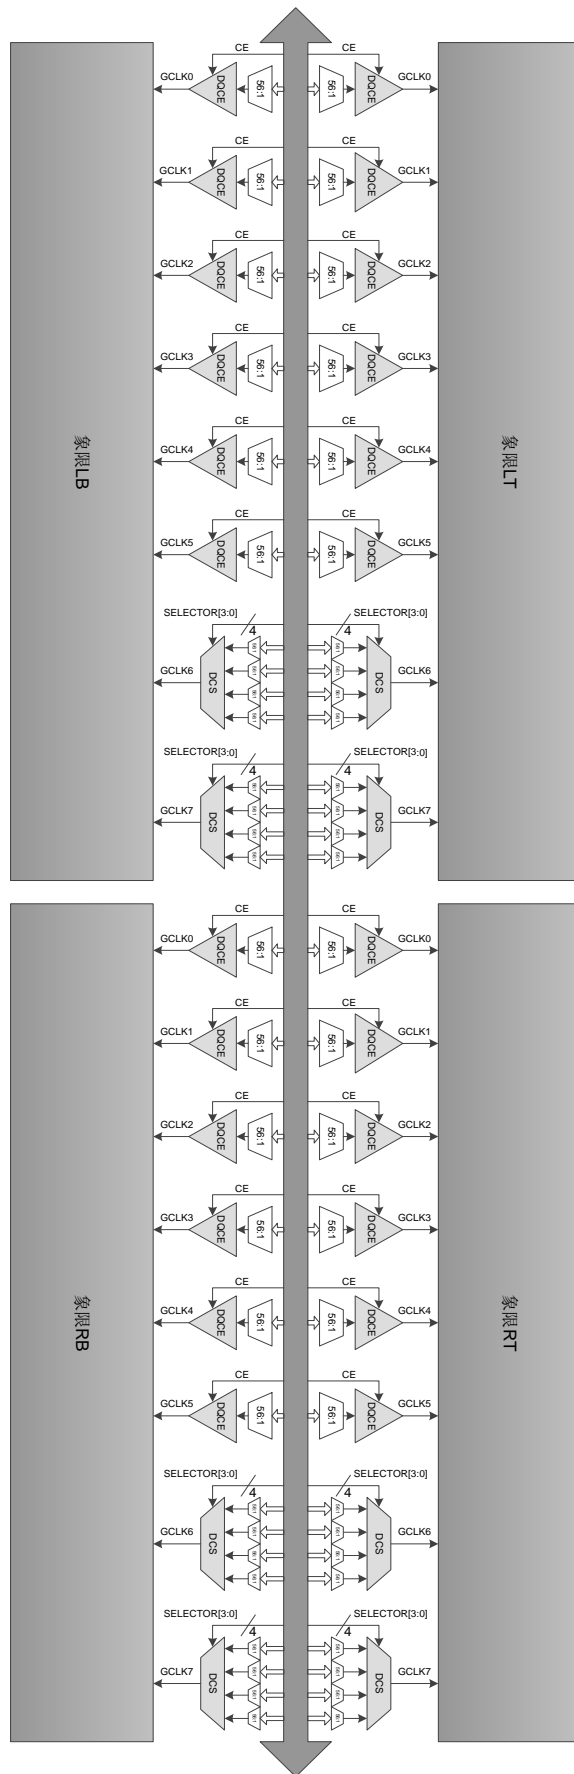 CE
CE
GCLK0 DQCE 56:1 56:1 DQCE GCLK0
CE
CE
GCLK1 DQCE 56:1 56:1 DQCE GCLK1
CE
CE
GCLK2 DQCE 56:1 56:1 DQCE GCLK2
CE
CE
GCLK3 DQCE 56:1 56:1 DQCE GCLK3
CE
CE
GCLK4 DQCE 56:1 56:1 DQCE GCLK4
象限LB
象限LT
CE
CE
GCLK5 DQCE 56:1 56:1 DQCE GCLK5
SELECTOR[3:0] 4
4 SELECTOR[3:0]
GCLK6 DCS DCS GCLK6
SELECTOR[3:0] 4
4 SELECTOR[3:0]
GCLK7 DCS DCS GCLK7
CE
CE
GCLK0 DQCE 56:1 56:1 DQCE GCLK0
CE
CE
GCLK1 DQCE 56:1 56:1 DQCE GCLK1
CE
CE
GCLK2 DQCE 56:1 56:1 DQCE GCLK2
CE
CE
GCLK3 DQCE 56:1 56:1 DQCE GCLK3
CE
CE
GCLK4 DQCE 56:1 56:1 DQCE GCLK4
象限RB
象限RT
CE
CE
GCLK5 DQCE 56:1 56:1 DQCE GCLK5
SELECTOR[3:0] 4
4 SELECTOR[3:0]
GCLK6 DCS DCS GCLK6
SELECTOR[3:0] 4
4 SELECTOR[3:0]
GCLK7 DCS DCS GCLK7